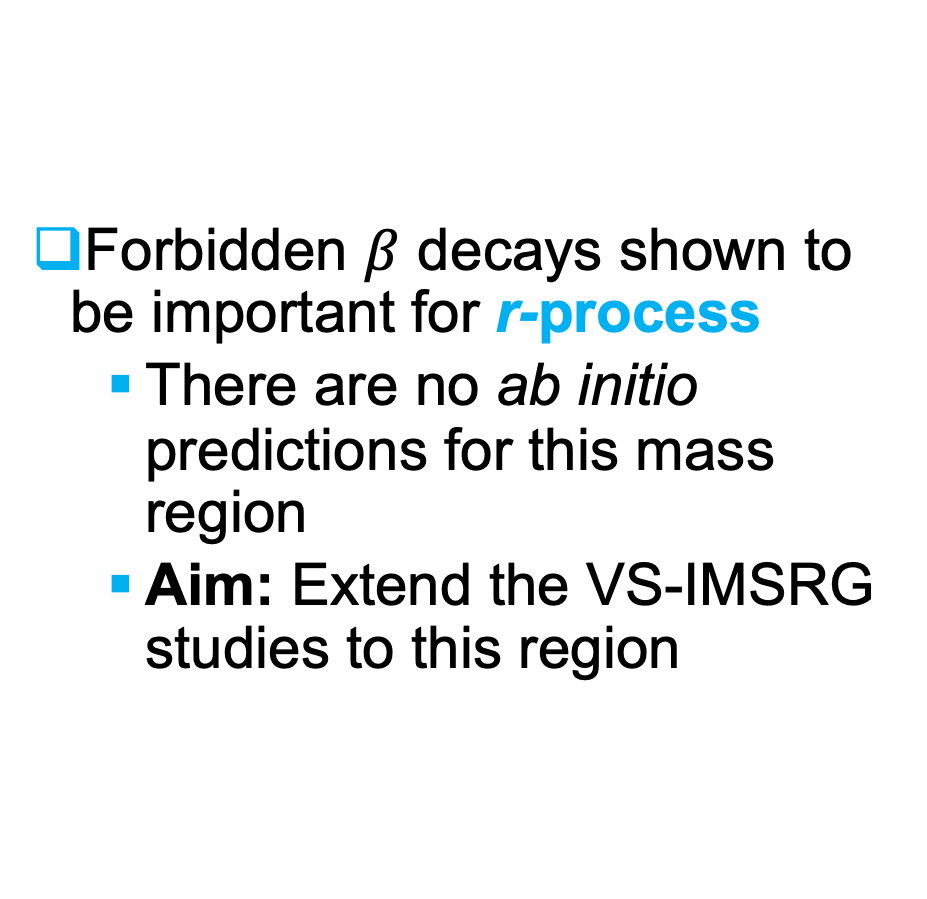 ❑Forbidden 𝛽 decays shown to
be important for r-process
▪ There are no ab initio
predictions for this mass
region
▪ Aim: Extend the VS-IMSRG
studies to this region